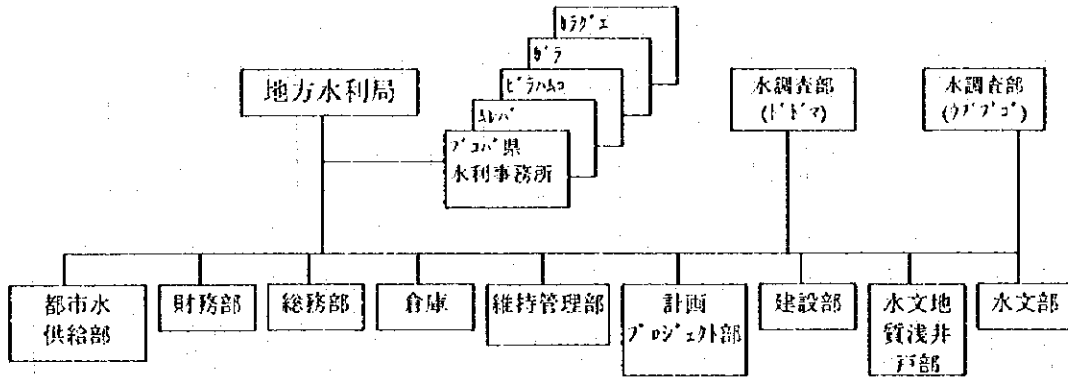 カラグエ
ガラ
ビラハムコ
ムレバ
ブコバ県
水利事務所
地方水利局
水調査部
(ドドマ)
水調査部
(ウブブゴ)
都市水
供給部
財務部
総務部
倉庫
維持管理部
計画
プロジェクト部
建設部
水文地
質浅井
戸部
水文部